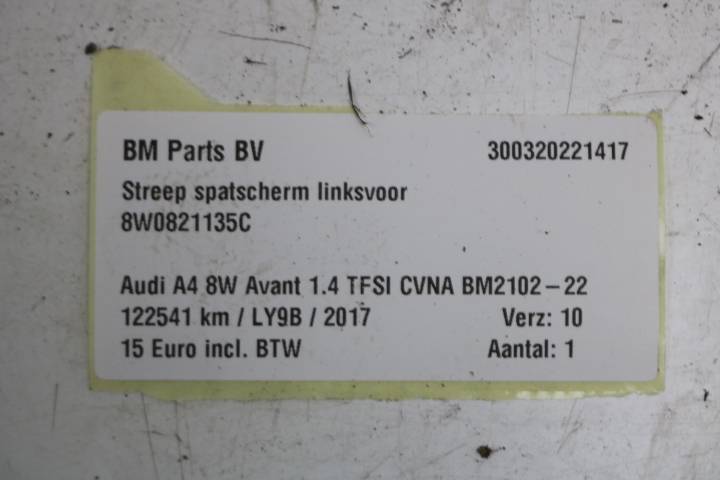 BM Parts BV 300320221417
Streep spatscherm linksvoor
8W0821135C
Audi A4 8W Avant 1.4 TFSI CVNA BM2102-22
122541 km / LY9B / 2017 Verz: 10
15 Euro incl. BTW Aantal: 1